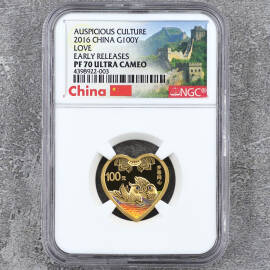 AUSPICIOUS CULTURE
2016 CHINA G100Y
LOVE
EARLY RELEASES
PF 70 ULTRA CAMEO
4398922-003
China
NGC
100元